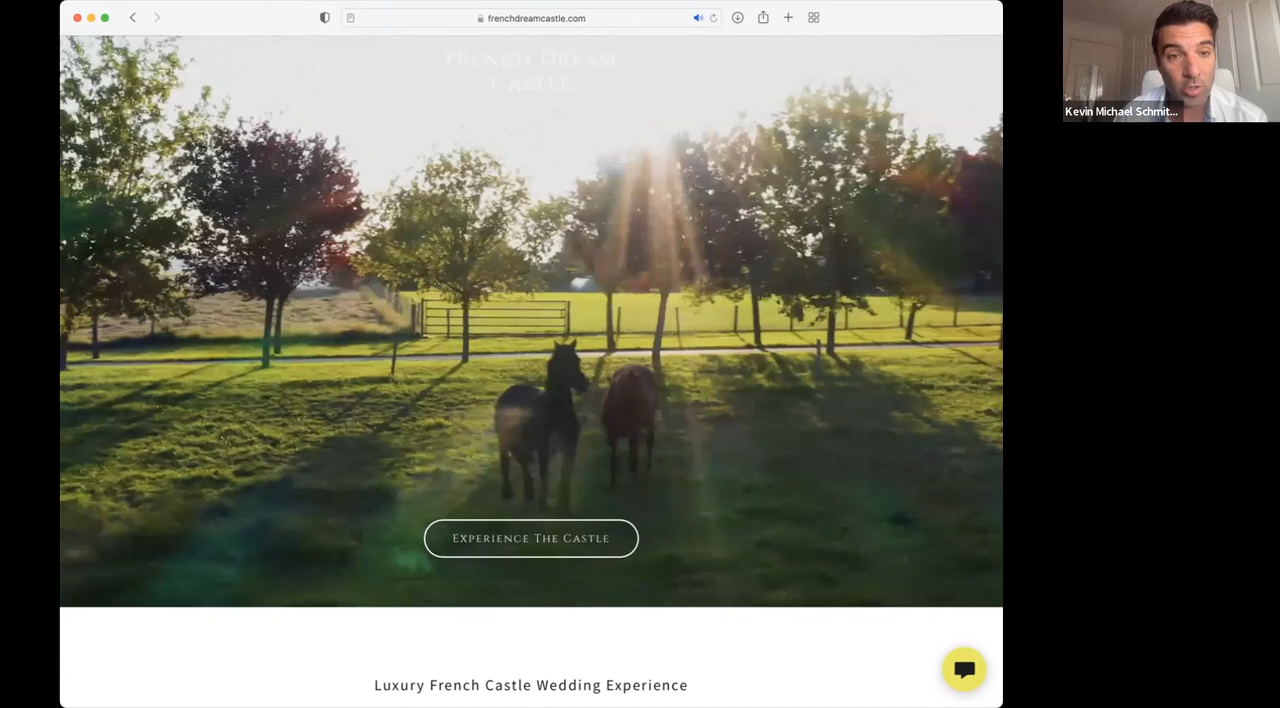 frenchdreamcastle.com
French Dream
Castle
Kevin Michael Schmit...
Experience The Castle
Luxury French Castle Wedding Experience